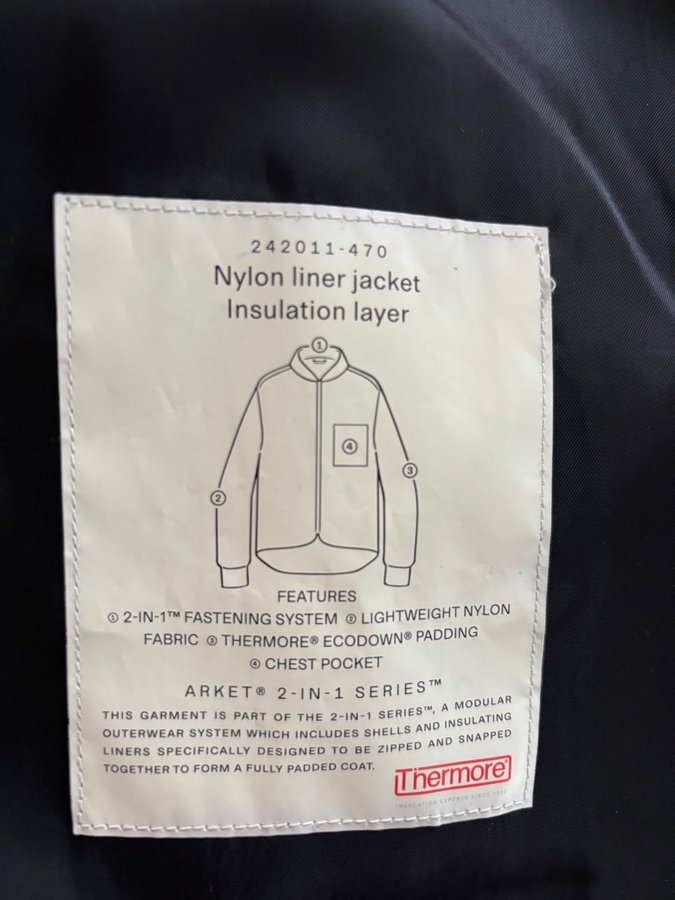 242011-470
Nylon liner jacket
Insulation layer
①
④
③
②
FEATURES
① 2-IN-1™ FASTENING SYSTEM ② LIGHTWEIGHT NYLON
FABRIC ③ THERMORE® ECODOWN® PADDING
④ CHEST POCKET
ARKET® 2-IN-1 SERIES™
THIS GARMENT IS PART OF THE 2-IN-1 SERIES™, A MODULAR
OUTERWEAR SYSTEM WHICH INCLUDES SHELLS AND INSULATING
LINERS SPECIFICALLY DESIGNED TO BE ZIPPED AND SNAPPED
TOGETHER TO FORM A FULLY PADDED COAT.
Thermore®
INSULATION EXPERTS SINCE 1972